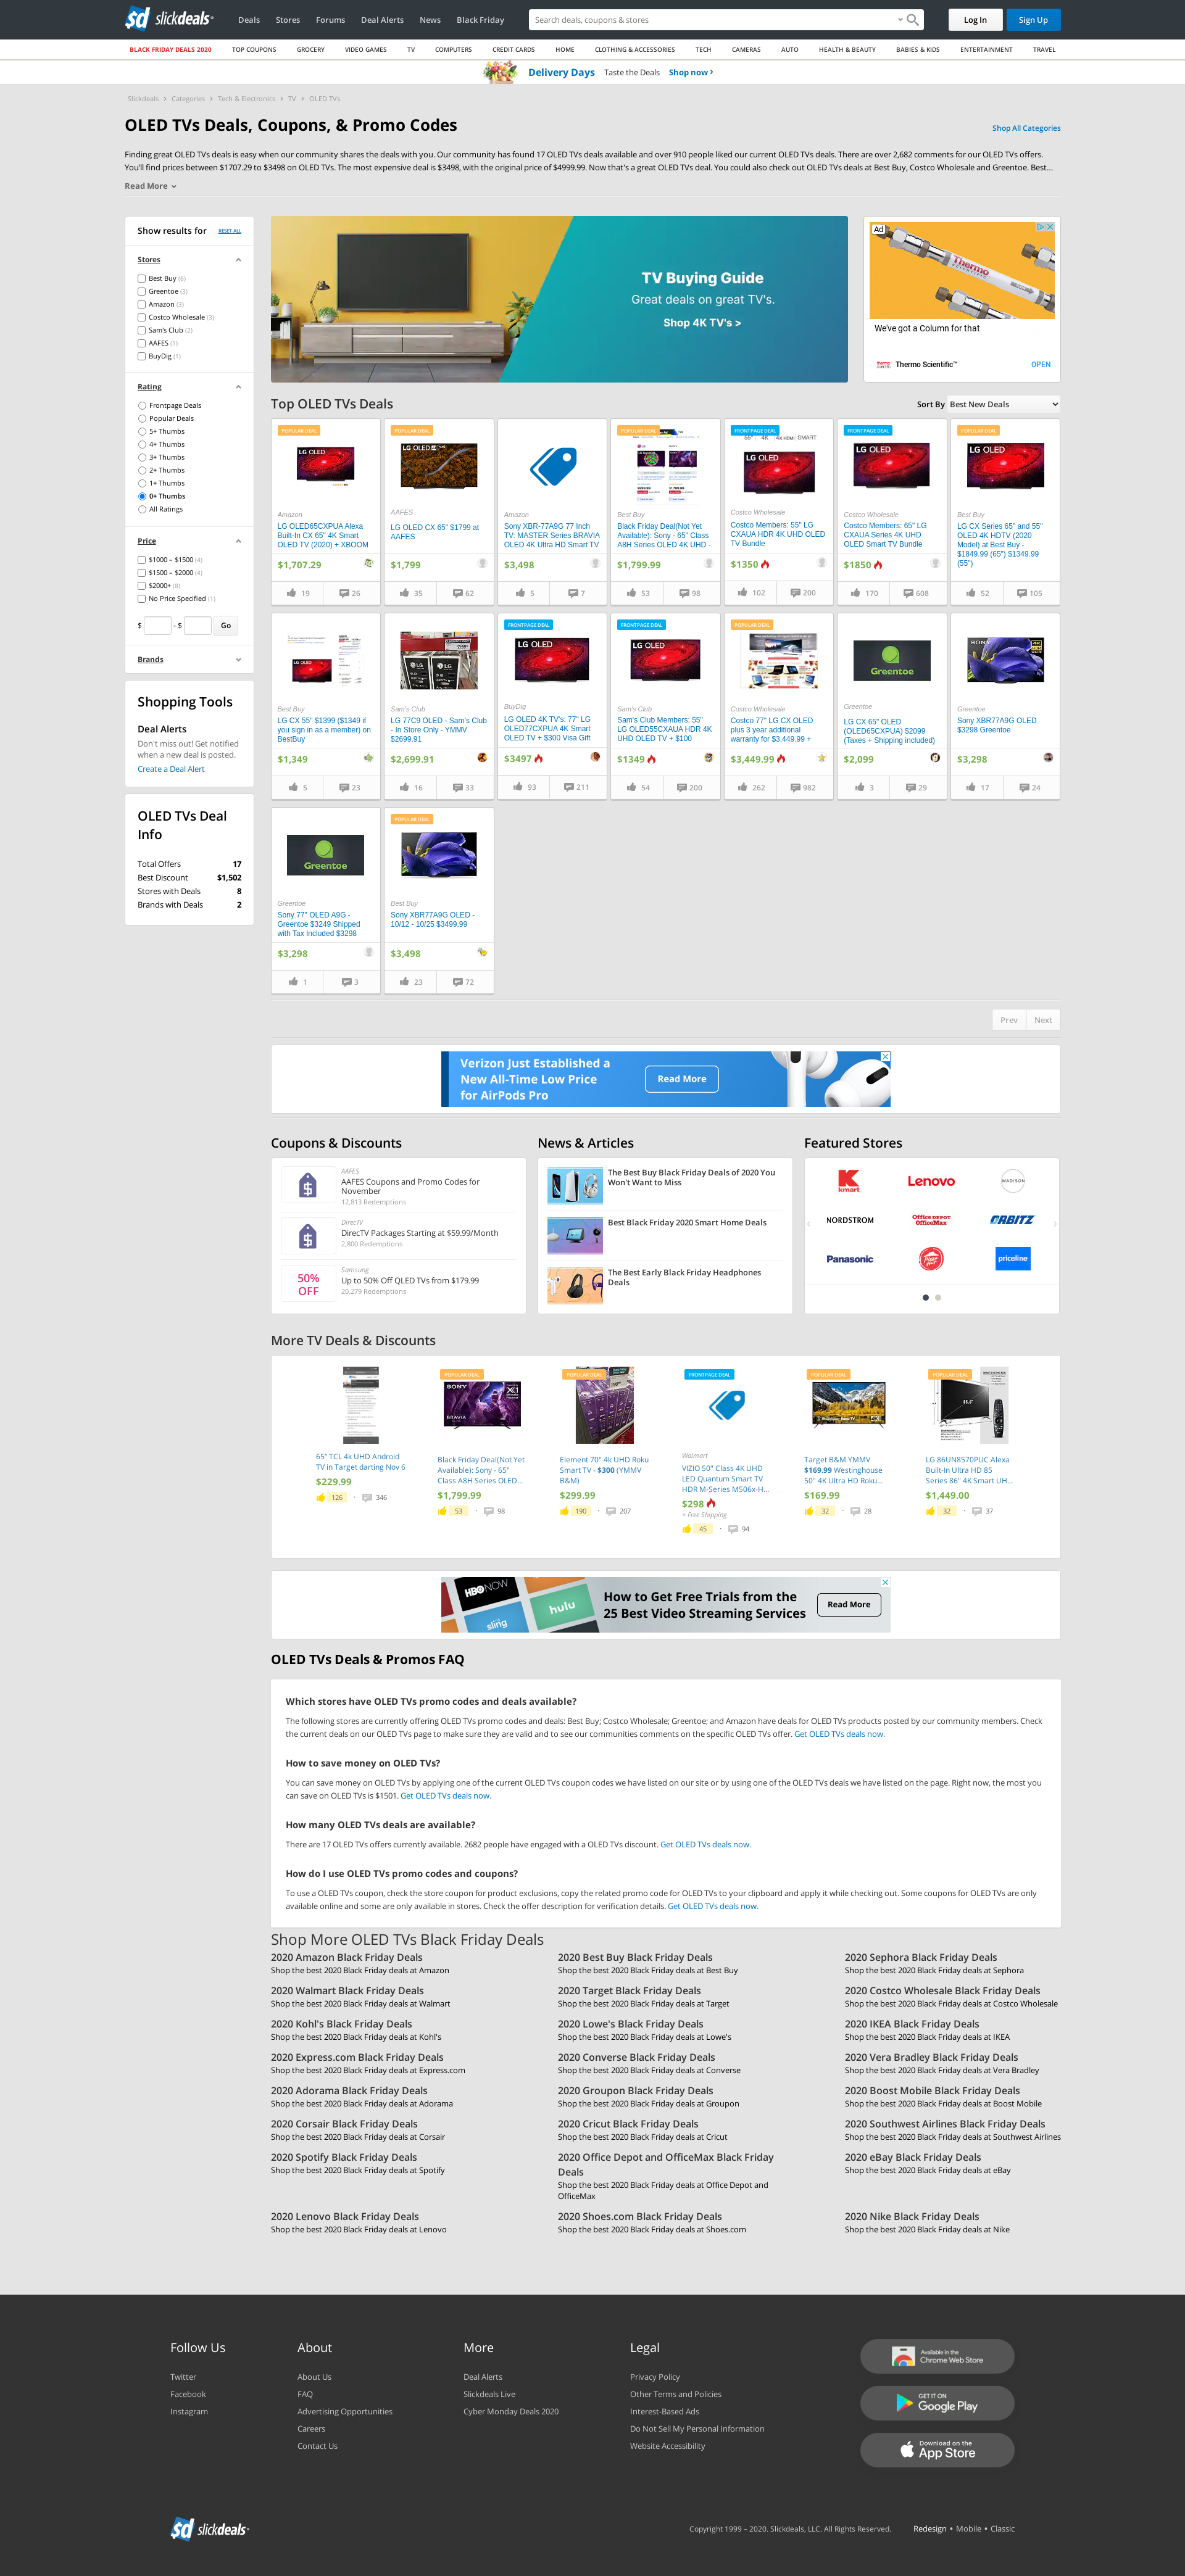 slickdeals
Deals Stores Forums Deal Alerts News Black Friday
Search deals, coupons & stores
Log In Sign Up
BLACK FRIDAY DEALS 2020 TOP COUPONS GROCERY VIDEO GAMES TV COMPUTERS CREDIT CARDS HOME CLOTHING & ACCESSORIES TECH CAMERAS AUTO HEALTH & BEAUTY BABIES & KIDS ENTERTAINMENT TRAVEL
Delivery Days Taste the Deals Shop now
Slickdeals Categories Tech & Electronics TV OLED TVs
OLED TVs Deals, Coupons, & Promo Codes
Shop All Categories
Finding great OLED TVs deals is easy when our community shares the deals with you. Our community has found 17 OLED TVs deals available and over 910 people liked our current OLED TVs deals. There are over 2,682 comments for our OLED TVs offers.
You'll find prices between $1707.29 to $3498 on OLED TVs. The most expensive deal is $3498, with the original price of $4999.99. Now that's a great OLED TVs deal. You could also check out OLED TVs deals at Best Buy, Costco Wholesale and Greentoe. Best...
Read More
Show results for RESET ALL
Stores
Best Buy (6)
Greentoe (3)
Amazon (3)
Costco Wholesale (3)
Sam's Club (2)
AAFES (1)
BuyDig (1)
Rating
Frontpage Deals
Popular Deals
5+ Thumbs
4+ Thumbs
3+ Thumbs
2+ Thumbs
1+ Thumbs
0+ Thumbs
All Ratings
Price
$1000 – $1500 (4)
$1500 – $2000 (4)
$2000+ (8)
No Price Specified (1)
$ - $ Go
Brands
Shopping Tools
Deal Alerts
Don't miss out! Get notified
when a new deal is posted.
Create a Deal Alert
OLED TVs Deal
Info
Total Offers 17
Best Discount $1,502
Stores with Deals 8
Brands with Deals 2
TV Buying Guide
Great deals on great TV's.
Shop 4K TV's >
Ad
Thermo
We've got a Column for that
Thermo Scientific™ OPEN
Top OLED TVs Deals
Sort By Best New Deals
POPULAR DEAL
LG OLED
Amazon
LG OLED65CXPUA Alexa
Built-In CX 65" 4K Smart
OLED TV (2020) + XBOOM
$1,707.29
19 26
POPULAR DEAL
LG OLED
AAFES
LG OLED CX 65" $1799 at
AAFES
$1,799
35 62
Amazon
Sony XBR-77A9G 77 Inch
TV: MASTER Series BRAVIA
OLED 4K Ultra HD Smart TV
$3,498
5 7
POPULAR DEAL
Best Buy
Black Friday Deal(Not Yet
Available): Sony - 65" Class
A8H Series OLED 4K UHD -
$1,799.99
53 98
FRONTPAGE DEAL
55" 4K 4x HDMI SMART
LG OLED
Costco Wholesale
Costco Members: 55" LG
CXAUA HDR 4K UHD OLED
TV Bundle
$1350
102 200
FRONTPAGE DEAL
LG OLED
Costco Wholesale
Costco Members: 65" LG
CXAUA Series 4K UHD
OLED Smart TV Bundle
$1850
170 608
POPULAR DEAL
LG OLED
Best Buy
LG CX Series 65" and 55"
OLED 4K HDTV (2020
Model) at Best Buy -
$1849.99 (65") $1349.99
(55")
52 105
LG OLED
Best Buy
LG CX 55" $1399 ($1349 if
you sign in as a member) on
BestBuy
$1,349
5 23
Sam's Club
LG 77C9 OLED - Sam's Club
- In Store Only - YMMV
$2699.91
$2,699.91
16 33
FRONTPAGE DEAL
LG OLED
BuyDig
LG OLED 4K TV's: 77" LG
OLED77CXPUA 4K Smart
OLED TV + $300 Visa Gift
$3497
93 211
FRONTPAGE DEAL
LG OLED
Sam's Club
Sam's Club Members: 55"
LG OLED55CXAUA HDR 4K
UHD OLED TV + $100
$1349
54 200
POPULAR DEAL
Costco Wholesale
Costco 77" LG CX OLED
plus 3 year additional
warranty for $3,449.99 +
$3,449.99
262 982
Greentoe
Greentoe
LG CX 65" OLED
(OLED65CXPUA) $2099
(Taxes + Shipping included)
$2,099
3 29
SONY
Greentoe
Sony XBR77A9G OLED
$3298 Greentoe
$3,298
17 24
Greentoe
Greentoe
Sony 77" OLED A9G -
Greentoe $3249 Shipped
with Tax Included $3298
$3,298
1 3
POPULAR DEAL
Best Buy
Sony XBR77A9G OLED -
10/12 - 10/25 $3499.99
$3,498
23 72
Prev Next
Verizon Just Established a
New All-Time Low Price
for AirPods Pro
Read More
Coupons & Discounts
AAFES
AAFES Coupons and Promo Codes for
November
12,813 Redemptions
DirecTV
DirecTV Packages Starting at $59.99/Month
2,800 Redemptions
50%
OFF
Samsung
Up to 50% Off QLED TVs from $179.99
20,279 Redemptions
News & Articles
The Best Buy Black Friday Deals of 2020 You
Won't Want to Miss
Best Black Friday 2020 Smart Home Deals
The Best Early Black Friday Headphones
Deals
Featured Stores
kmart Lenovo MADISON
NORDSTROM Office DEPOT OfficeMax ORBITZ
Panasonic priceline
More TV Deals & Discounts
65" TCL 4k UHD Android
TV in Target darting Nov 6
$229.99
126 · 346
POPULAR DEAL
SONY
BRAVIA
Black Friday Deal(Not Yet
Available): Sony - 65"
Class A8H Series OLED...
$1,799.99
53 · 98
POPULAR DEAL
Element 70" 4k UHD Roku
Smart TV - $300 (YMMV
B&M)
$299.99
190 · 207
FRONTPAGE DEAL
Walmart
VIZIO 50" Class 4K UHD
LED Quantum Smart TV
HDR M-Series M506x-H...
$298
+ Free Shipping
45 · 94
POPULAR DEAL
Target B&M YMMV
$169.99 Westinghouse
50" 4K Ultra HD Roku...
$169.99
32 · 28
POPULAR DEAL
LG 86UN8570PUC Alexa
Built-In Ultra HD 85
Series 86" 4K Smart UH...
$1,449.00
32 · 37
HBO NOW
sling
hulu
How to Get Free Trials from the
25 Best Video Streaming Services
Read More
OLED TVs Deals & Promos FAQ
Which stores have OLED TVs promo codes and deals available?
The following stores are currently offering OLED TVs promo codes and deals: Best Buy; Costco Wholesale; Greentoe; and Amazon have deals for OLED TVs products posted by our community members. Check
the current deals on our OLED TVs page to make sure they are valid and to see our communities comments on the specific OLED TVs offer. Get OLED TVs deals now.
How to save money on OLED TVs?
You can save money on OLED TVs by applying one of the current OLED TVs coupon codes we have listed on our site or by using one of the OLED TVs deals we have listed on the page. Right now, the most you
can save on OLED TVs is $1501. Get OLED TVs deals now.
How many OLED TVs deals are available?
There are 17 OLED TVs offers currently available. 2682 people have engaged with a OLED TVs discount. Get OLED TVs deals now.
How do I use OLED TVs promo codes and coupons?
To use a OLED TVs coupon, check the store coupon for product exclusions, copy the related promo code for OLED TVs to your clipboard and apply it while checking out. Some coupons for OLED TVs are only
available online and some are only available in stores. Check the offer description for verification details. Get OLED TVs deals now.
Shop More OLED TVs Black Friday Deals
2020 Amazon Black Friday Deals
Shop the best 2020 Black Friday deals at Amazon
2020 Best Buy Black Friday Deals
Shop the best 2020 Black Friday deals at Best Buy
2020 Sephora Black Friday Deals
Shop the best 2020 Black Friday deals at Sephora
2020 Walmart Black Friday Deals
Shop the best 2020 Black Friday deals at Walmart
2020 Target Black Friday Deals
Shop the best 2020 Black Friday deals at Target
2020 Costco Wholesale Black Friday Deals
Shop the best 2020 Black Friday deals at Costco Wholesale
2020 Kohl's Black Friday Deals
Shop the best 2020 Black Friday deals at Kohl's
2020 Lowe's Black Friday Deals
Shop the best 2020 Black Friday deals at Lowe's
2020 IKEA Black Friday Deals
Shop the best 2020 Black Friday deals at IKEA
2020 Express.com Black Friday Deals
Shop the best 2020 Black Friday deals at Express.com
2020 Converse Black Friday Deals
Shop the best 2020 Black Friday deals at Converse
2020 Vera Bradley Black Friday Deals
Shop the best 2020 Black Friday deals at Vera Bradley
2020 Adorama Black Friday Deals
Shop the best 2020 Black Friday deals at Adorama
2020 Groupon Black Friday Deals
Shop the best 2020 Black Friday deals at Groupon
2020 Boost Mobile Black Friday Deals
Shop the best 2020 Black Friday deals at Boost Mobile
2020 Corsair Black Friday Deals
Shop the best 2020 Black Friday deals at Corsair
2020 Cricut Black Friday Deals
Shop the best 2020 Black Friday deals at Cricut
2020 Southwest Airlines Black Friday Deals
Shop the best 2020 Black Friday deals at Southwest Airlines
2020 Spotify Black Friday Deals
Shop the best 2020 Black Friday deals at Spotify
2020 Office Depot and OfficeMax Black Friday
Deals
Shop the best 2020 Black Friday deals at Office Depot and
OfficeMax
2020 eBay Black Friday Deals
Shop the best 2020 Black Friday deals at eBay
2020 Lenovo Black Friday Deals
Shop the best 2020 Black Friday deals at Lenovo
2020 Shoes.com Black Friday Deals
Shop the best 2020 Black Friday deals at Shoes.com
2020 Nike Black Friday Deals
Shop the best 2020 Black Friday deals at Nike
Follow Us
Twitter
Facebook
Instagram
About
About Us
FAQ
Advertising Opportunities
Careers
Contact Us
More
Deal Alerts
Slickdeals Live
Cyber Monday Deals 2020
Legal
Privacy Policy
Other Terms and Policies
Interest-Based Ads
Do Not Sell My Personal Information
Website Accessibility
Available in the
Chrome Web Store
GET IT ON
Google Play
Download on the
App Store
slickdeals
Copyright 1999 – 2020. Slickdeals, LLC. All Rights Reserved. Redesign • Mobile • Classic